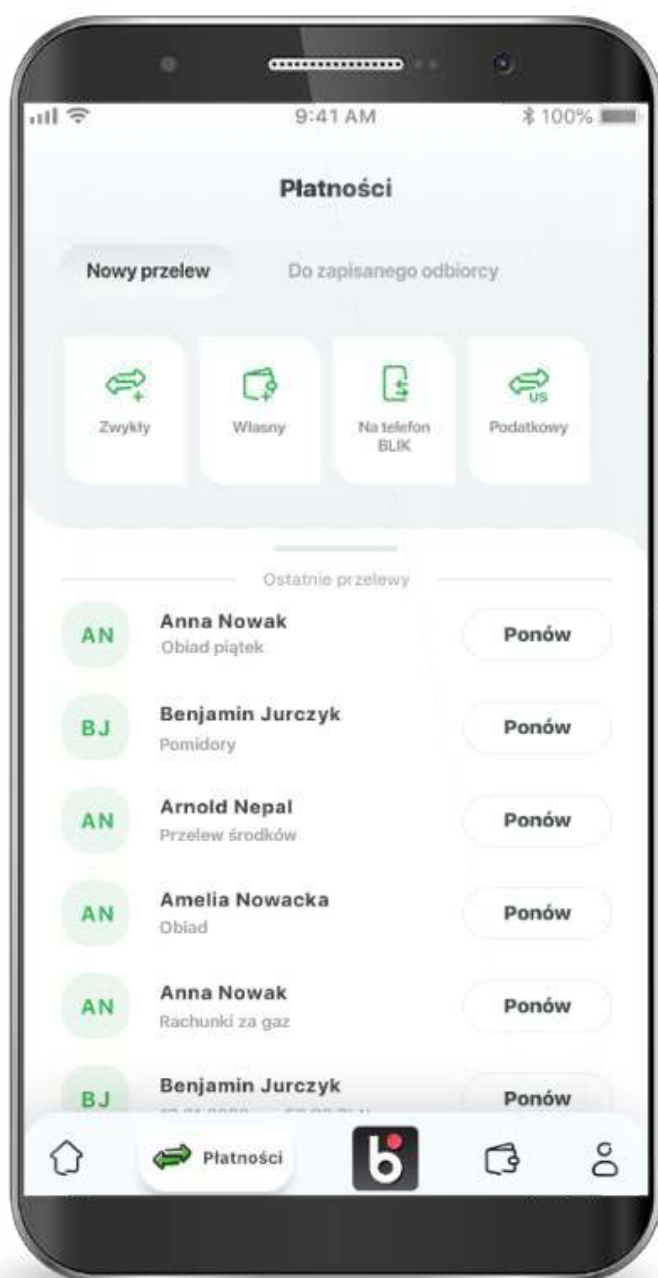 9:41 AM
100%
Płatności
Nowy przelew
Do zapisanego odbiorcy
Zwykły
Własny
Na telefon
BLIK
US
Podatkowy
Ostatnie przelewy
AN
Anna Nowak
Obiad piątek
Ponów
BJ
Benjamin Jurczyk
Pomidory
Ponów
AN
Arnold Nepal
Przelew środków
Ponów
AN
Amelia Nowacka
Obiad
Ponów
AN
Anna Nowak
Rachunki za gaz
Ponów
BJ
Benjamin Jurczyk
Ponów
Płatności
b